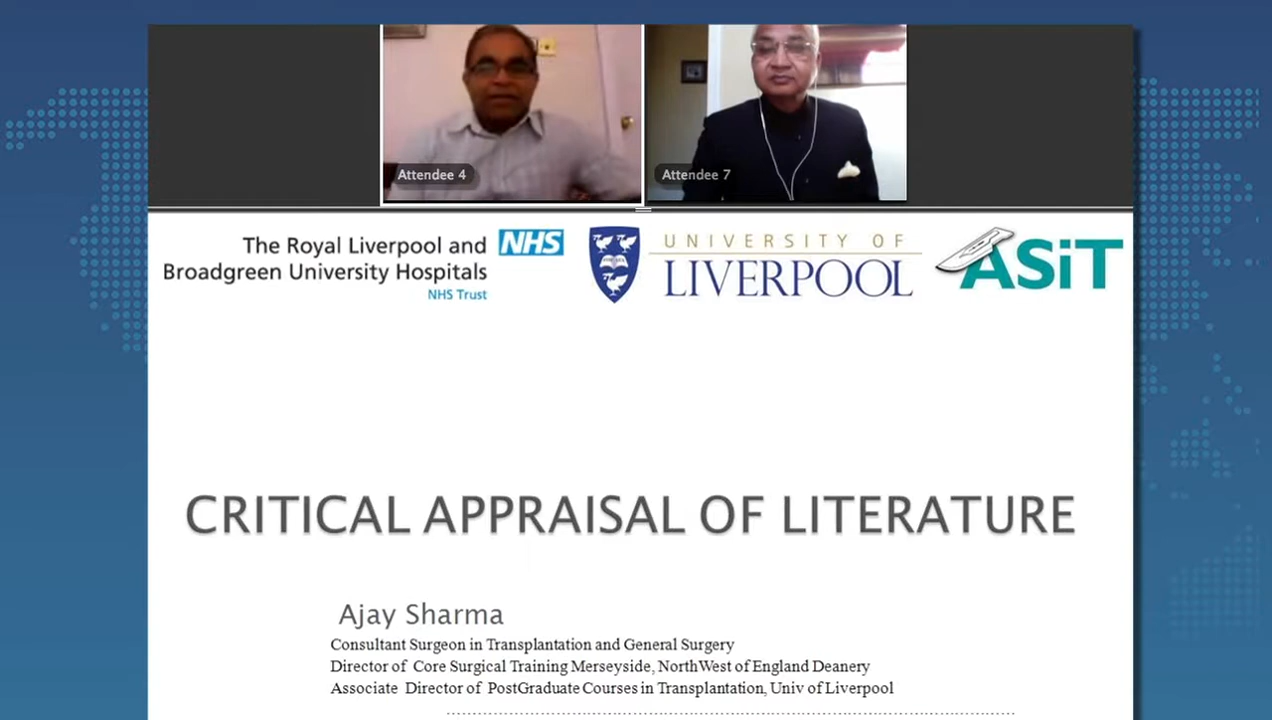 Attendee 4
Attendee 7
The Royal Liverpool and NHS
Broadgreen University Hospitals
NHS Trust
UNIVERSITY OF
LIVERPOOL
ASiT
CRITICAL APPRAISAL OF LITERATURE
Ajay Sharma
Consultant Surgeon in Transplantation and General Surgery
Director of Core Surgical Training Merseyside, NorthWest of England Deanery
Associate Director of PostGraduate Courses in Transplantation, Univ of Liverpool